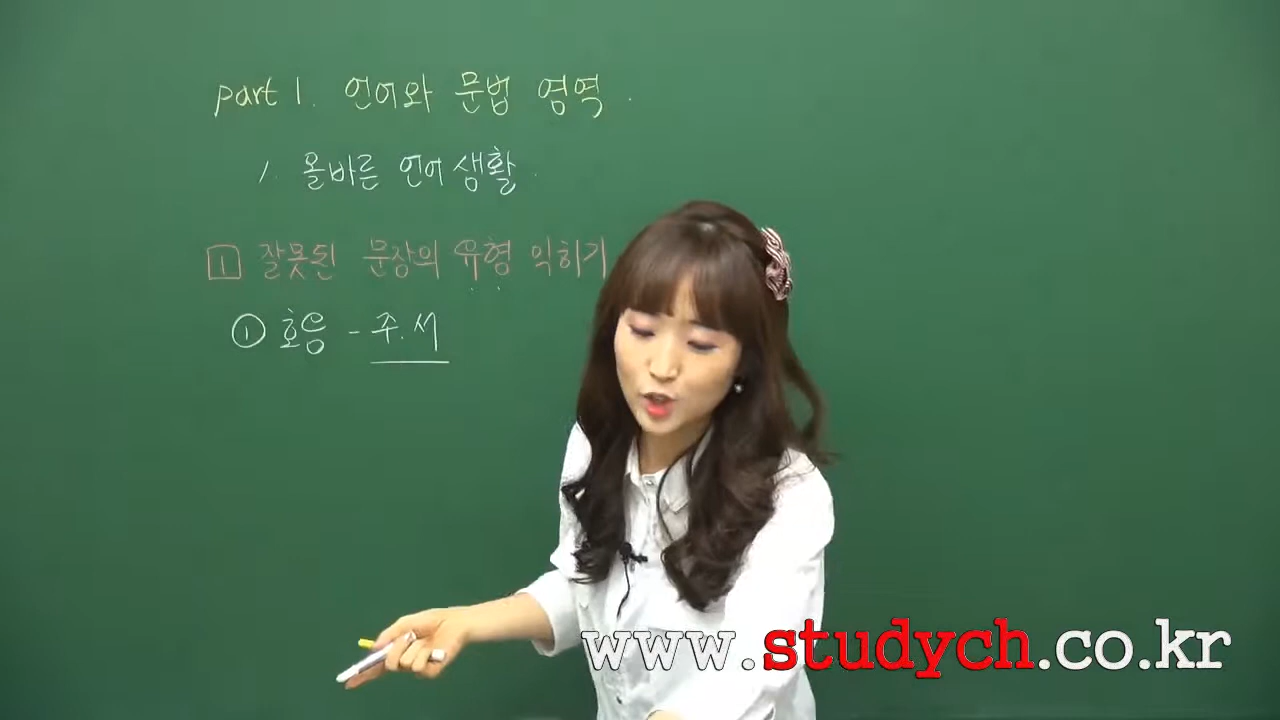 part 1. 언어와 문법 영역.
1. 올바른 언어생활.
1 잘못된 문장의 유형 익히기
① 호응 - 주.서
www.studych.co.kr